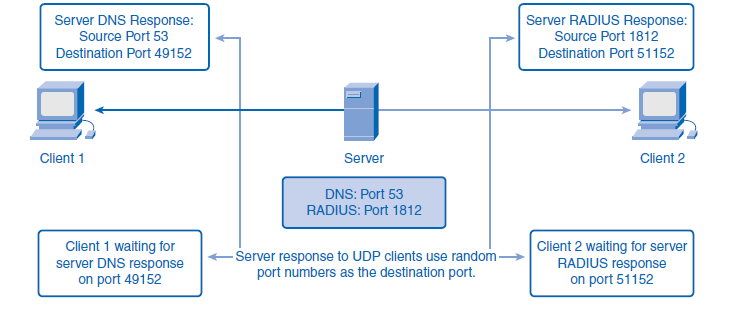 Server DNS Response:
Source Port 53
Destination Port 49152
Server RADIUS Response:
Source Port 1812
Destination Port 51152
Client 1
Server
Client 2
DNS: Port 53
RADIUS: Port 1812
Client 1 waiting for
server DNS response
on port 49152
Server response to UDP clients use random
port numbers as the destination port.
Client 2 waiting for server
RADIUS response
on port 51152